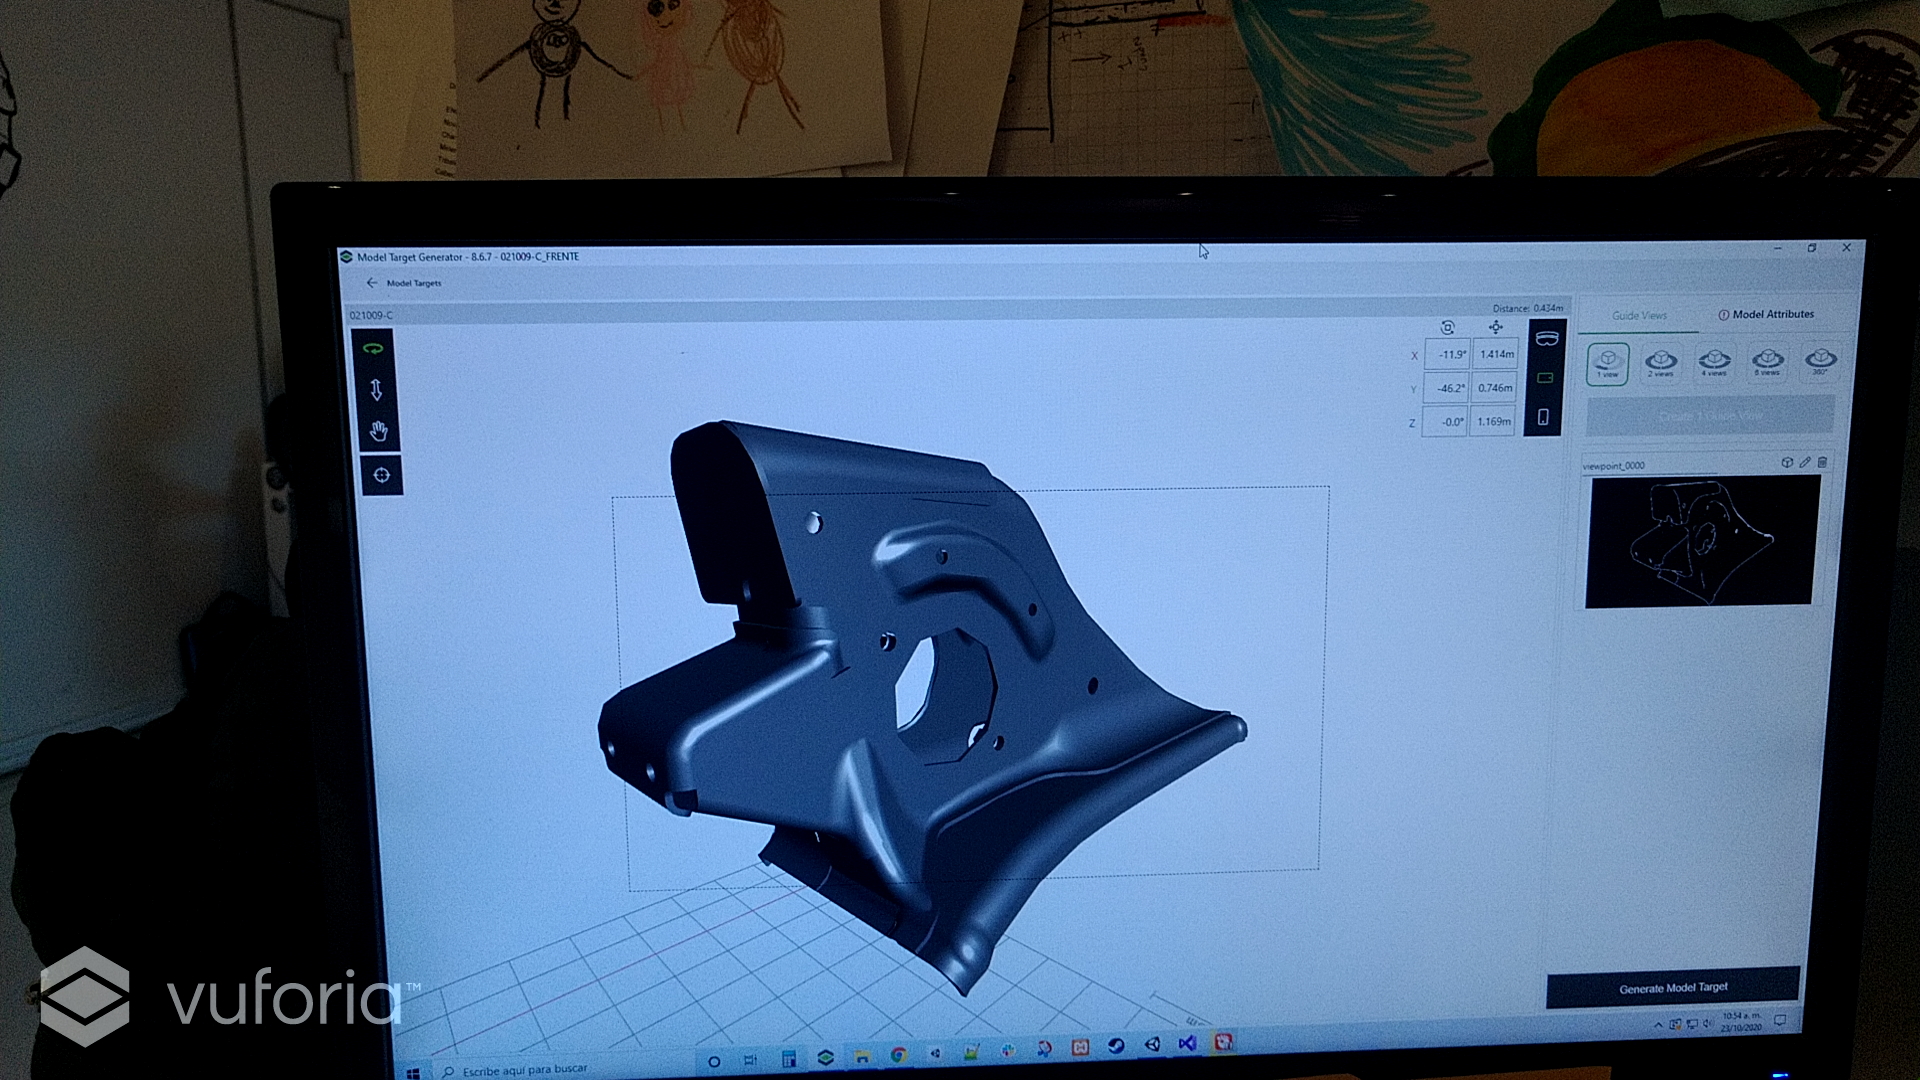 Model Target Generator - 8.6.7 - 021009-C_FRENTE
Model Targets
021009-C
Distance: 0.434m
Guide Views
Model Attributes
X -11.9° 1.414m
Y -46.2° 0.746m
Z -0.0° 1.169m
1 view
2 views
4 views
8 views
360°
Create 1 Guide View
viewpoint_0000
Generate Model Target
10:54 a. m.
23/10/2020
Escribe aquí para buscar
vuforia™